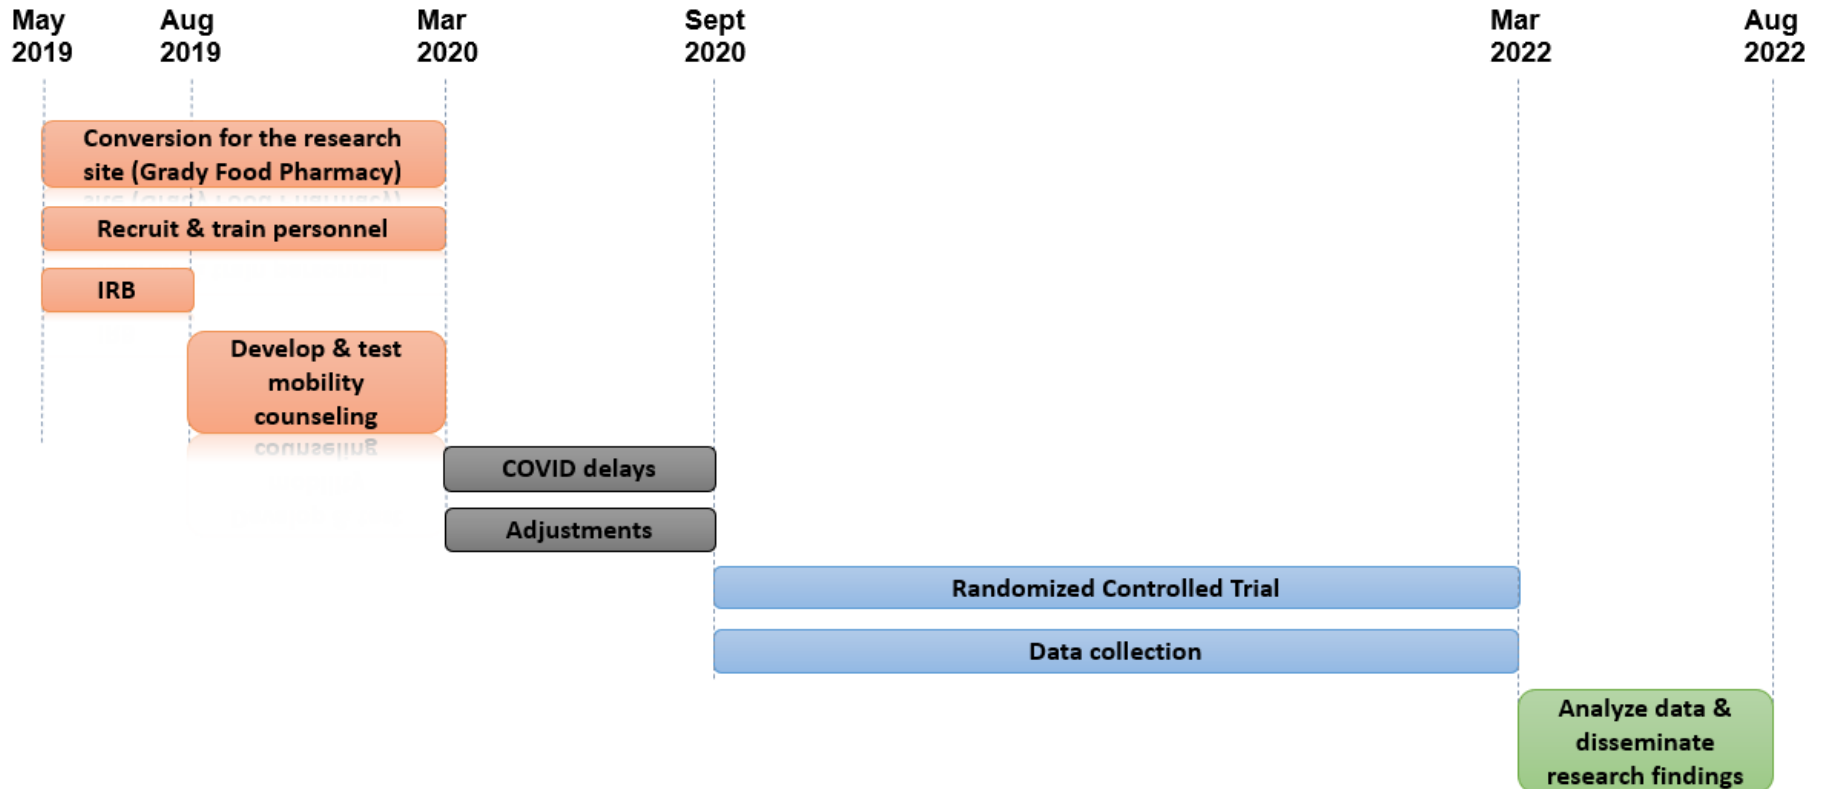 May
2019
Aug
2019
Mar
2020
Sept
2020
Mar
2022
Aug
2022
Conversion for the research
site (Grady Food Pharmacy)
Recruit & train personnel
IRB
Develop & test
mobility
counseling
COVID delays
Adjustments
Randomized Controlled Trial
Data collection
Analyze data &
disseminate
research findings